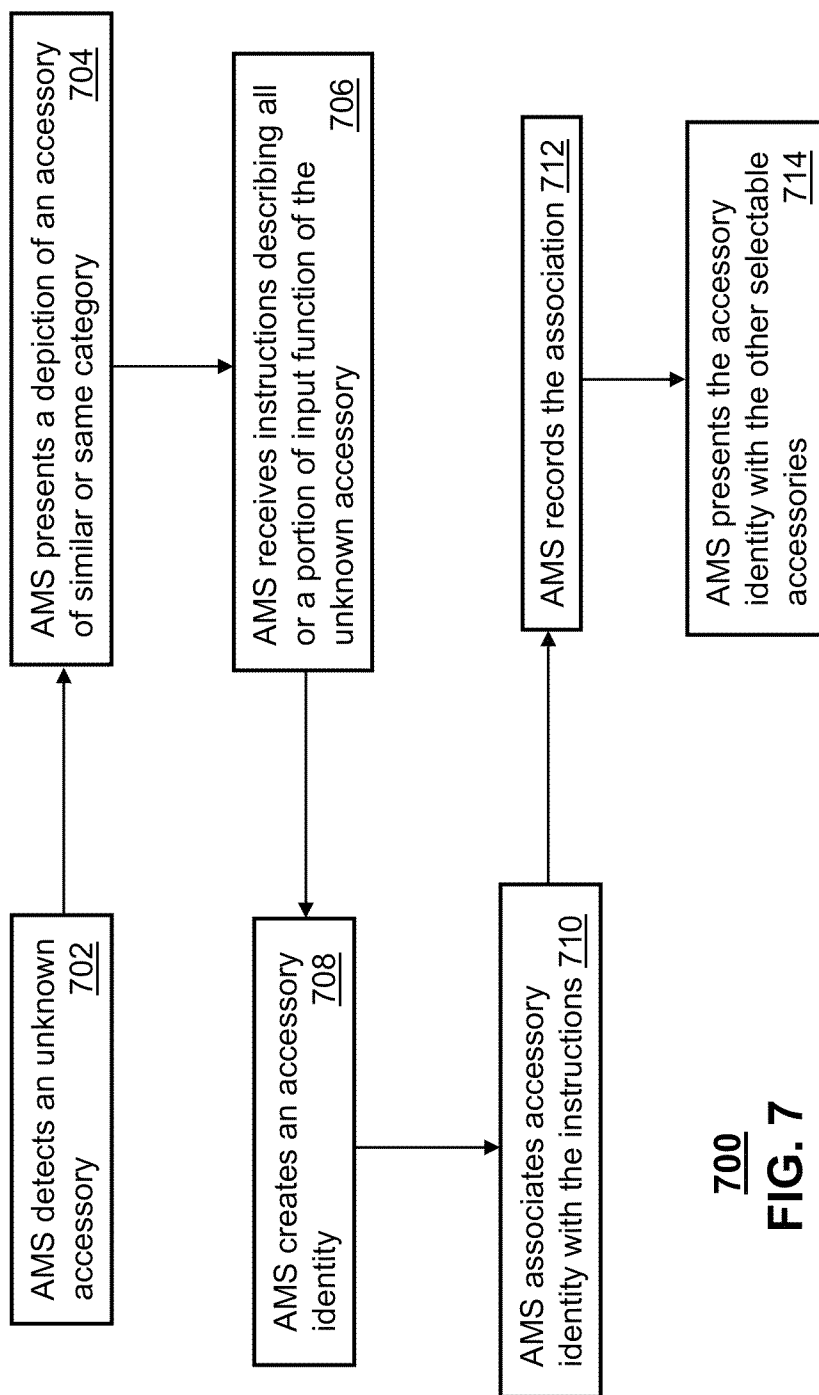 AMS detects an unknown
accessory 702
AMS presents a depiction of an accessory
of similar or same category 704
AMS receives instructions describing all
or a portion of input function of the
unknown accessory 706
AMS creates an accessory
identity 708
AMS associates accessory
identity with the instructions 710
AMS records the association 712
AMS presents the accessory
identity with the other selectable
accessories 714
700
FIG. 7